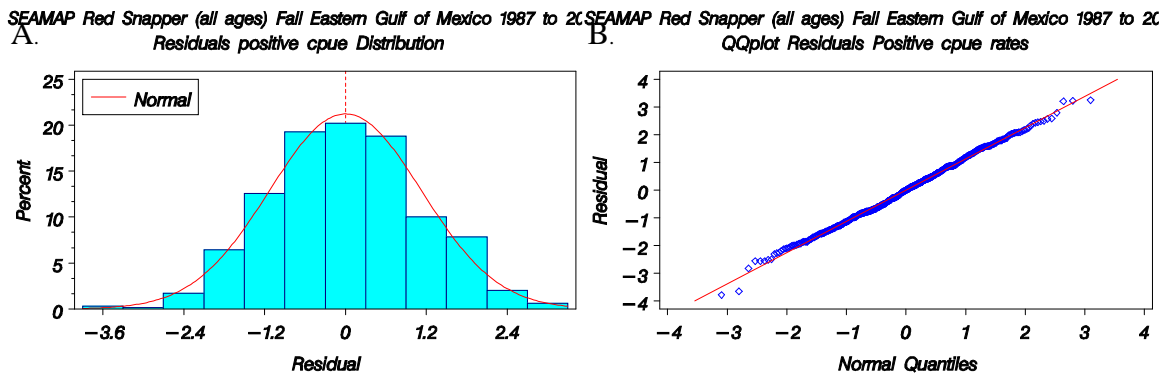 SEAMAP Red Snapper (all ages) Fall Eastern Gulf of Mexico 1987 to
A.
Residuals positive cpue Distribution
Normal
25
20
15
10
5
0
Percent
−3.6 −2.4 −1.2 0 1.2 2.4
Residual
SEAMAP Red Snapper (all ages) Fall Eastern Gulf of Mexico 1987 to
B.
QQplot Residuals Positive cpue rates
4
3
2
1
0
−1
−2
−3
−4
Residual
−4 −3 −2 −1 0 1 2 3 4
Normal Quantiles